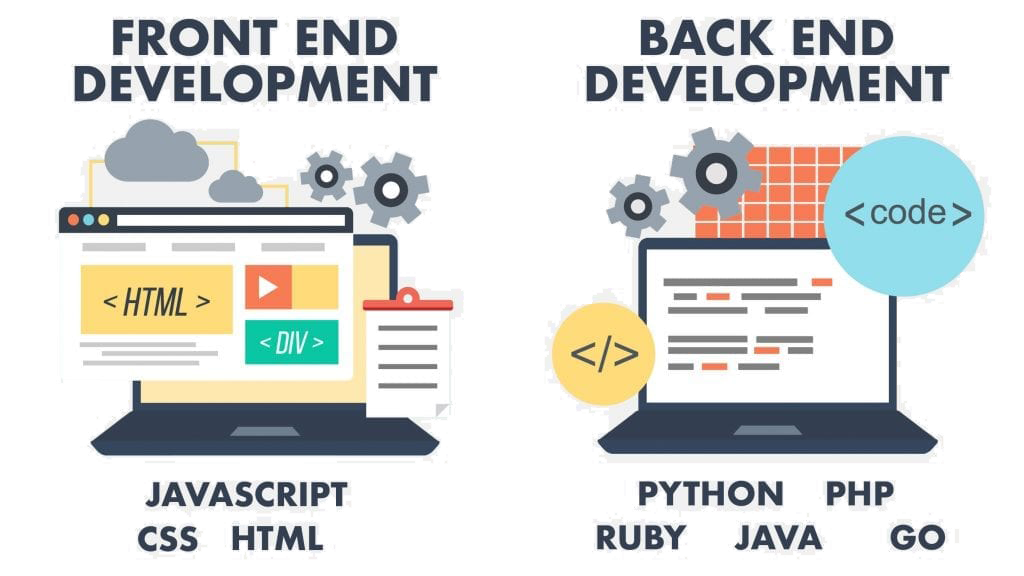 FRONT END
DEVELOPMENT
< HTML >
< DIV >
JAVASCRIPT
CSS HTML
BACK END
DEVELOPMENT
<code>
</>
PYTHON PHP
RUBY JAVA GO